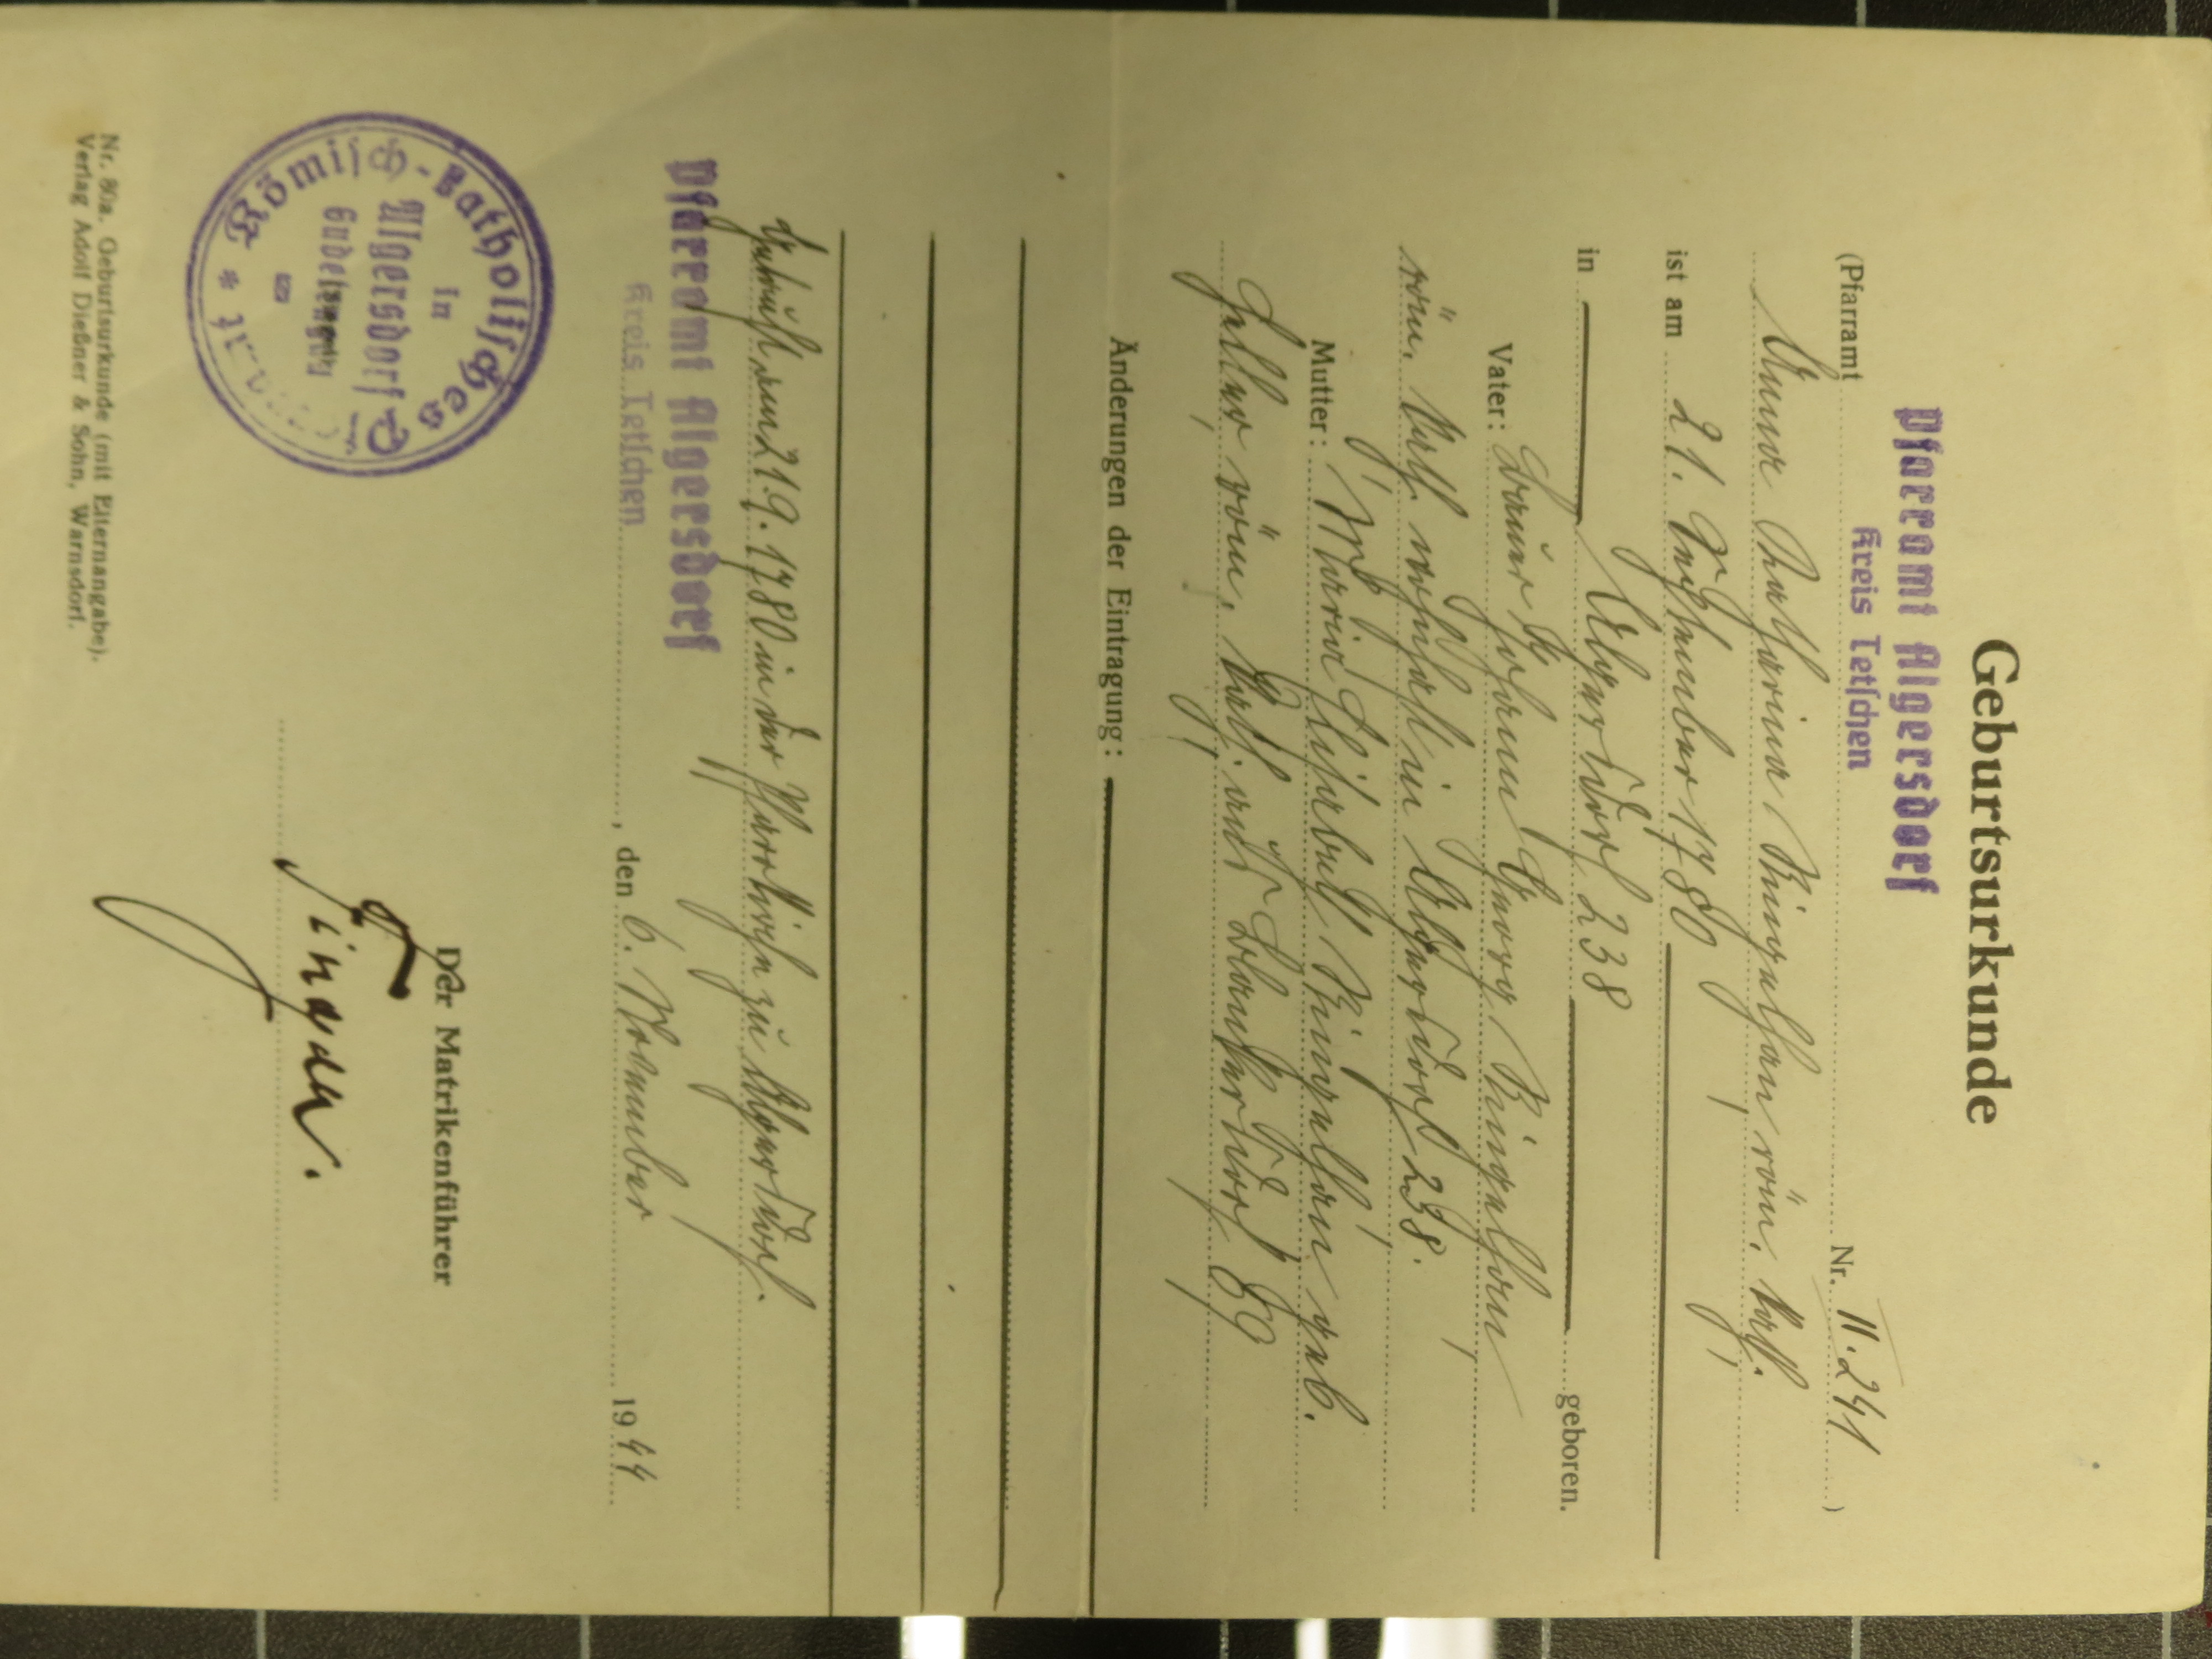 Geburtsurkunde
Pfarramt Algersdorf
Kreis Tetschen
(Pfarramt Nr. II. 241 )
Anna Katharina Ringelhan, röm. kath.,
ist am 21. September 1780
in Algersdorf 238 geboren.
Vater: Bauer Johann Georg Ringelhan,
röm. kath., wohnhaft in Algersdorf 238;
Mutter: Maria Elisabeth Ringelhan geb.
Heller, röm. kath., aus Blankersdorf 69
Änderungen der Eintragung:
Getauft am 21.9.1780 in der Pfarrkirche zu Algersdorf.
Pfarramt Algersdorf
Kreis Tetschen , den 6. November 1944
Römisch-katholisches Pfarramt
in
Algersdorf
Sudetengau
Der Matrikenführer
Nr. 80a. Geburtsurkunde (mit Elternangabe).
Verlag Adolf Dießner & Sohn, Warnsdorf.